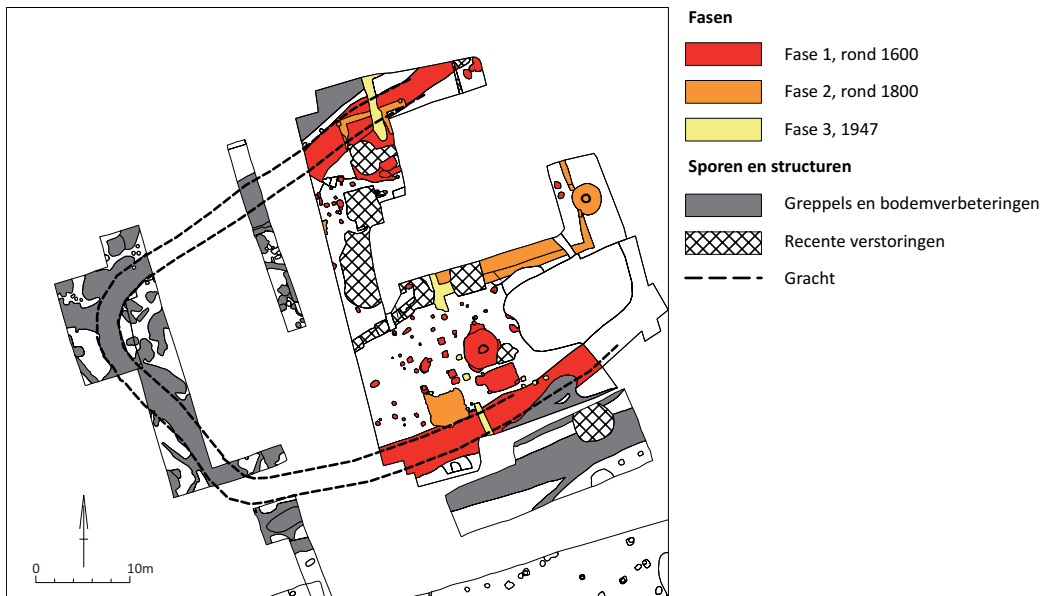 Fasen
Fase 1, rond 1600
Fase 2, rond 1800
Fase 3, 1947
Sporen en structuren
Greppels en bodemverbeteringen
Recente verstoringen
Gracht
0 10m